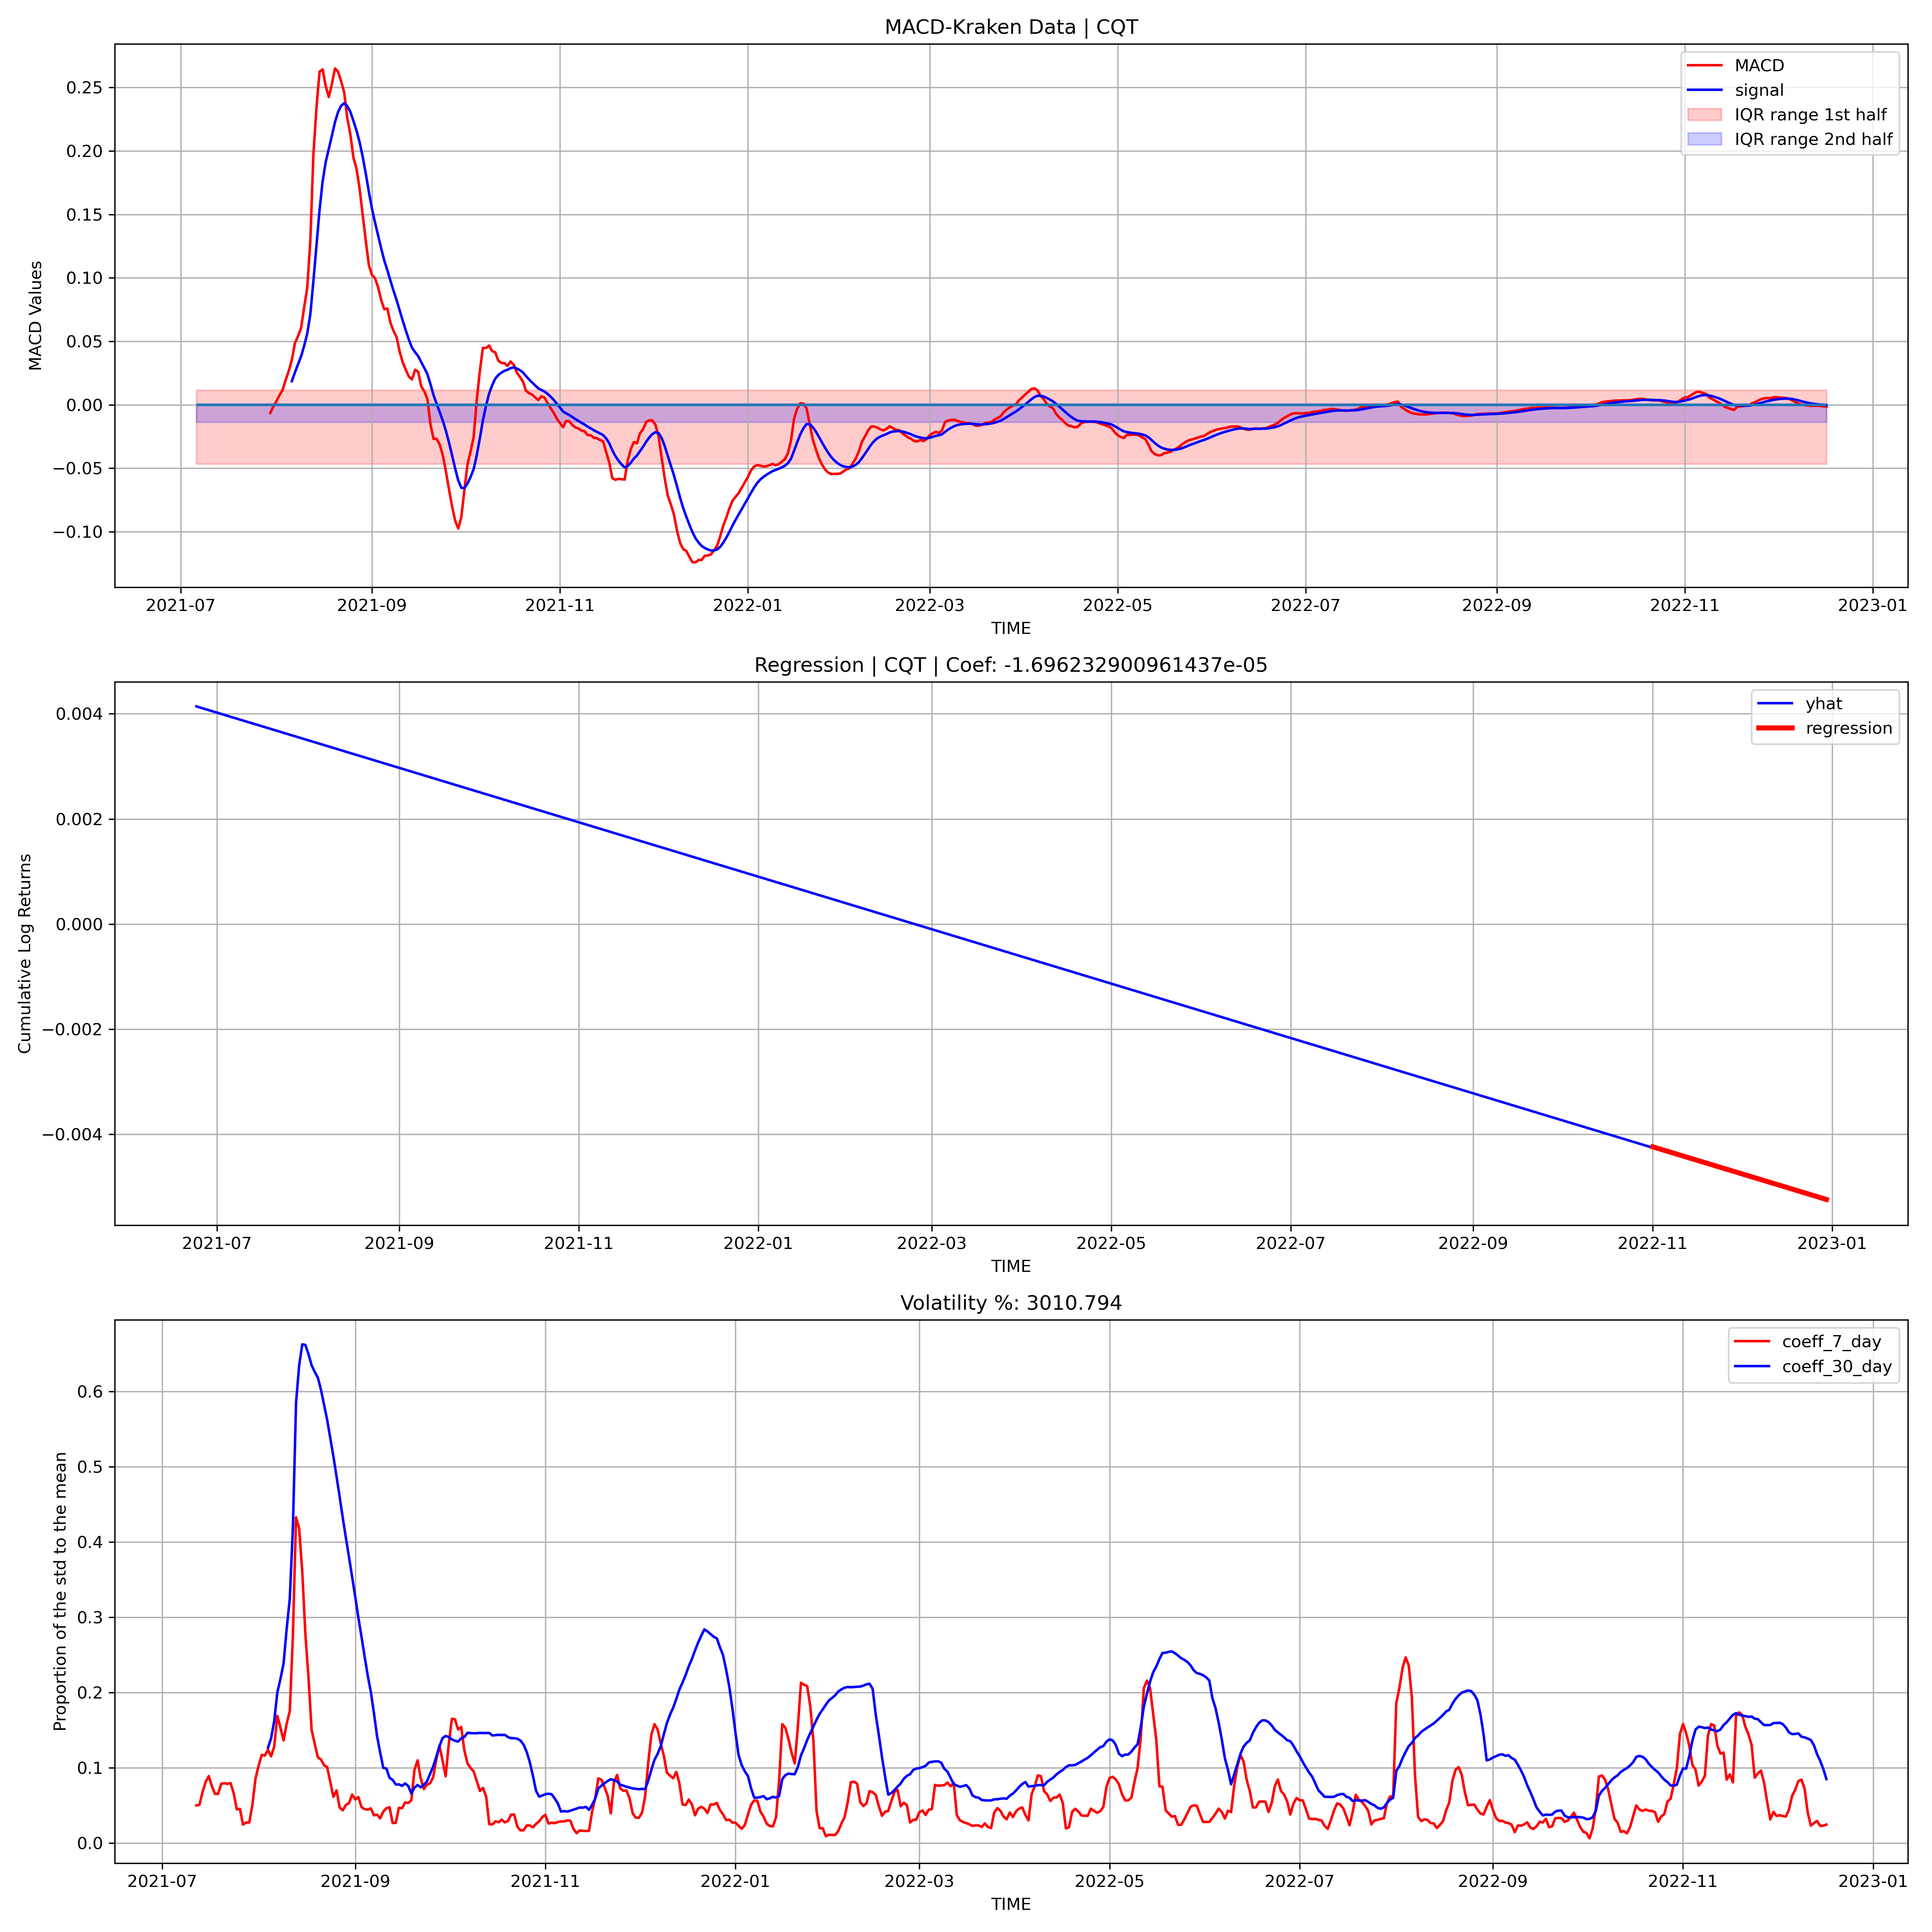 MACD-Kraken Data | CQT
MACD
signal
IQR range 1st half
IQR range 2nd half
MACD Values
0.25
0.20
0.15
0.10
0.05
0.00
−0.05
−0.10
2021-07 2021-09 2021-11 2022-01 2022-03 2022-05 2022-07 2022-09 2022-11 2023-01
TIME
Regression | CQT | Coef: -1.696232900961437e-05
yhat
regression
Cumulative Log Returns
0.004
0.002
0.000
−0.002
−0.004
2021-07 2021-09 2021-11 2022-01 2022-03 2022-05 2022-07 2022-09 2022-11 2023-01
TIME
Volatility %: 3010.794
coeff_7_day
coeff_30_day
Proportion of the std to the mean
0.6
0.5
0.4
0.3
0.2
0.1
0.0
2021-07 2021-09 2021-11 2022-01 2022-03 2022-05 2022-07 2022-09 2022-11 2023-01
TIME